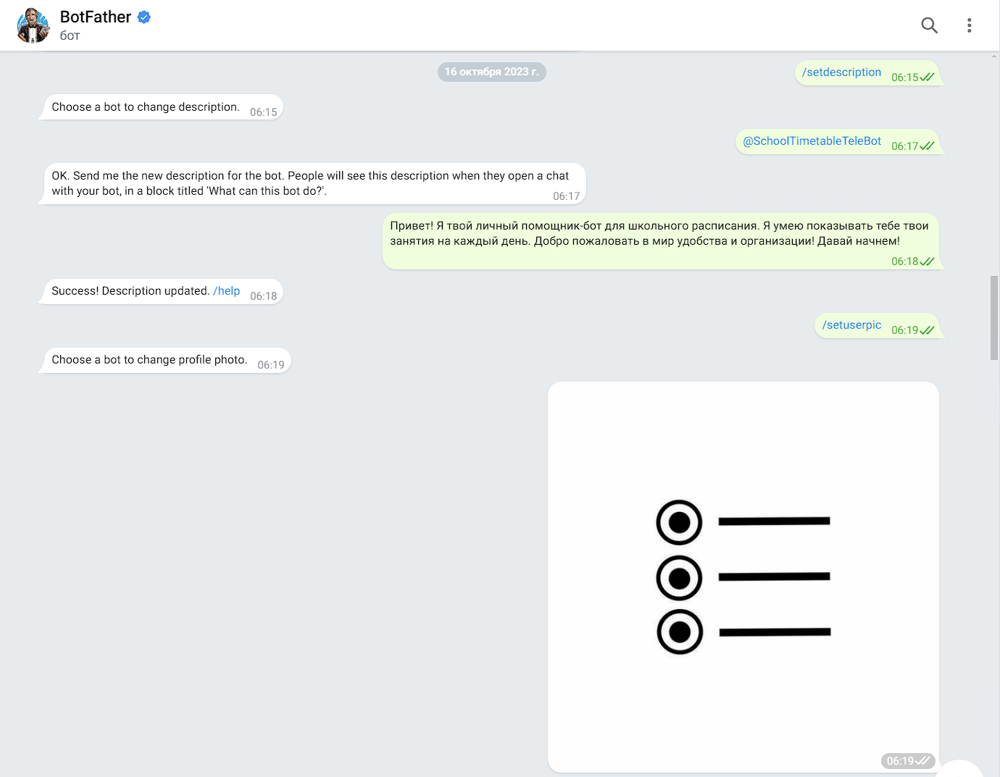 BotFather
бот
16 октября 2023 г.
/setdescription 06:15
Choose a bot to change description. 06:15
@SchoolTimetableTeleBot 06:17
OK. Send me the new description for the bot. People will see this description when they open a chat
with your bot, in a block titled 'What can this bot do?'. 06:17
Привет! Я твой личный помощник-бот для школьного расписания. Я умею показывать тебе твои
занятия на каждый день. Добро пожаловать в мир удобства и организации! Давай начнем!
06:18
Success! Description updated. /help 06:18
/setuserpic 06:19
Choose a bot to change profile photo. 06:19
06:19